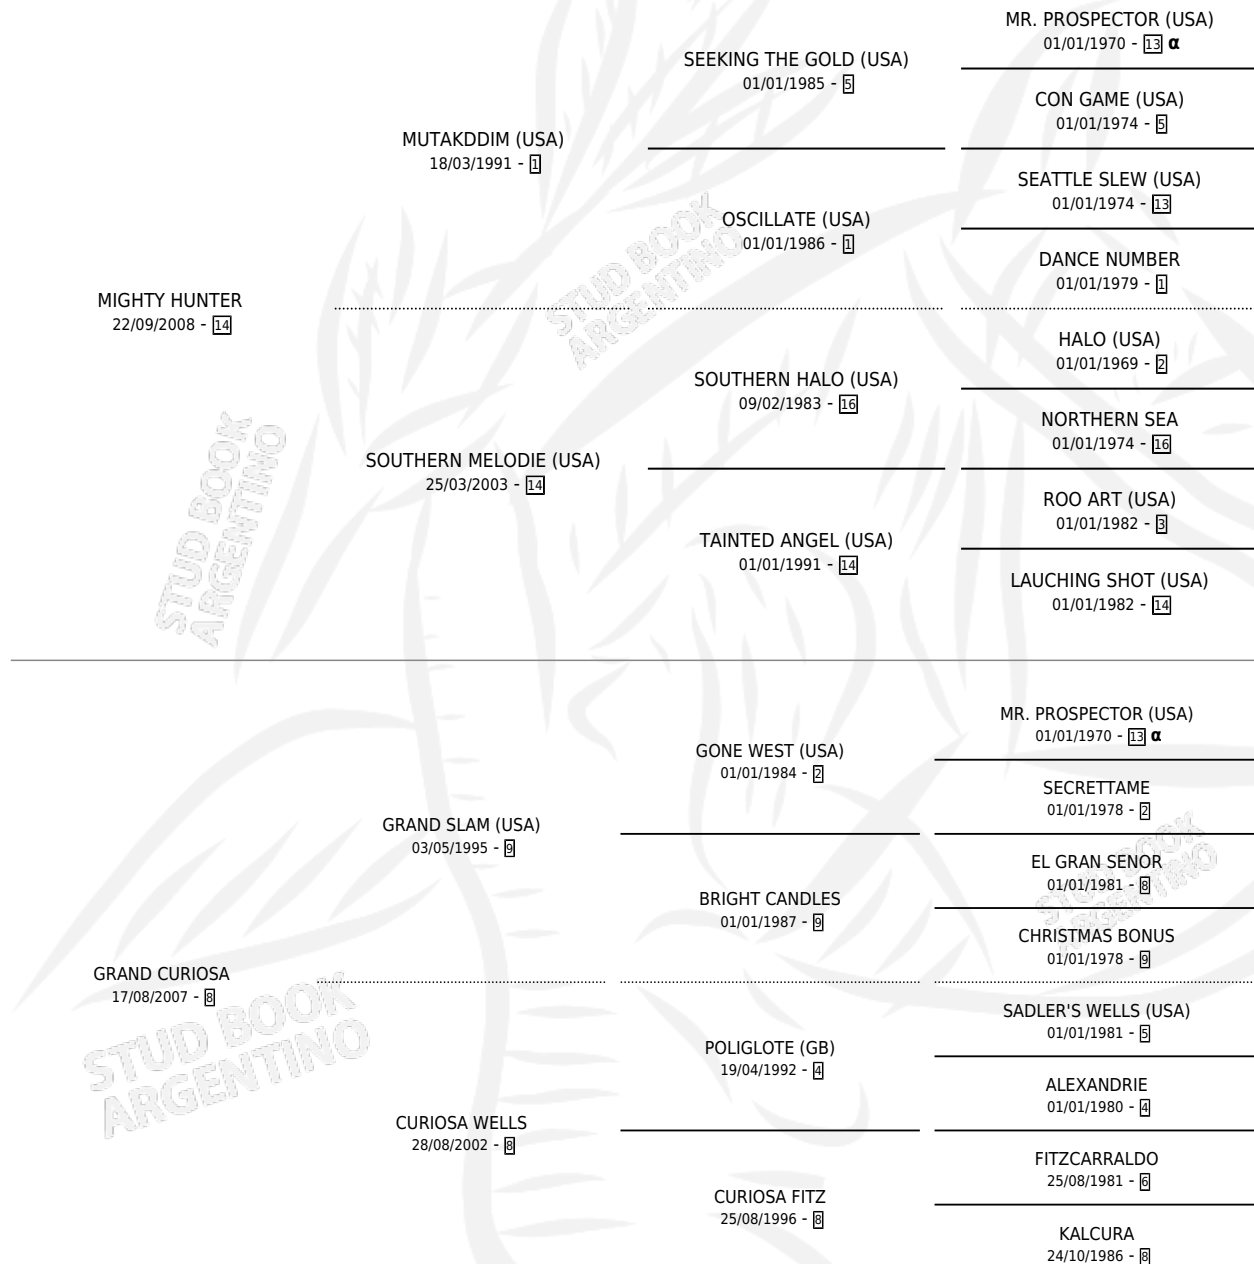 MR. PROSPECTOR (USA)
01/01/1970 - 13 α
SEEKING THE GOLD (USA)
01/01/1985 - 5
CON GAME (USA)
01/01/1974 - 5
MUTAKDDIM (USA)
18/03/1991 - 1
SEATTLE SLEW (USA)
01/01/1974 - 13
OSCILLATE (USA)
01/01/1986 - 1
DANCE NUMBER
01/01/1979 - 1
MIGHTY HUNTER
22/09/2008 - 14
HALO (USA)
01/01/1969 - 2
SOUTHERN HALO (USA)
09/02/1983 - 16
NORTHERN SEA
01/01/1974 - 16
SOUTHERN MELODIE (USA)
25/03/2003 - 14
ROO ART (USA)
01/01/1982 - 3
TAINTED ANGEL (USA)
01/01/1991 - 14
LAUCHING SHOT (USA)
01/01/1982 - 14
MR. PROSPECTOR (USA)
01/01/1970 - 13 α
GONE WEST (USA)
01/01/1984 - 2
SECRETTAME
01/01/1978 - 2
GRAND SLAM (USA)
03/05/1995 - 9
EL GRAN SENOR
01/01/1981 - 8
BRIGHT CANDLES
01/01/1987 - 9
CHRISTMAS BONUS
01/01/1978 - 9
GRAND CURIOSA
17/08/2007 - 8
SADLER'S WELLS (USA)
01/01/1981 - 5
POLIGLOTE (GB)
19/04/1992 - 4
ALEXANDRIE
01/01/1980 - 4
CURIOSA WELLS
28/08/2002 - 8
FITZCARRALDO
25/08/1981 - 6
CURIOSA FITZ
25/08/1996 - 8
KALCURA
24/10/1986 - 8
STUD BOOK
ARGENTINO
STUD BOOK
ARGENTINO
STUD BOOK
ARGENTINO
STUD BOOK
ARGENTINO